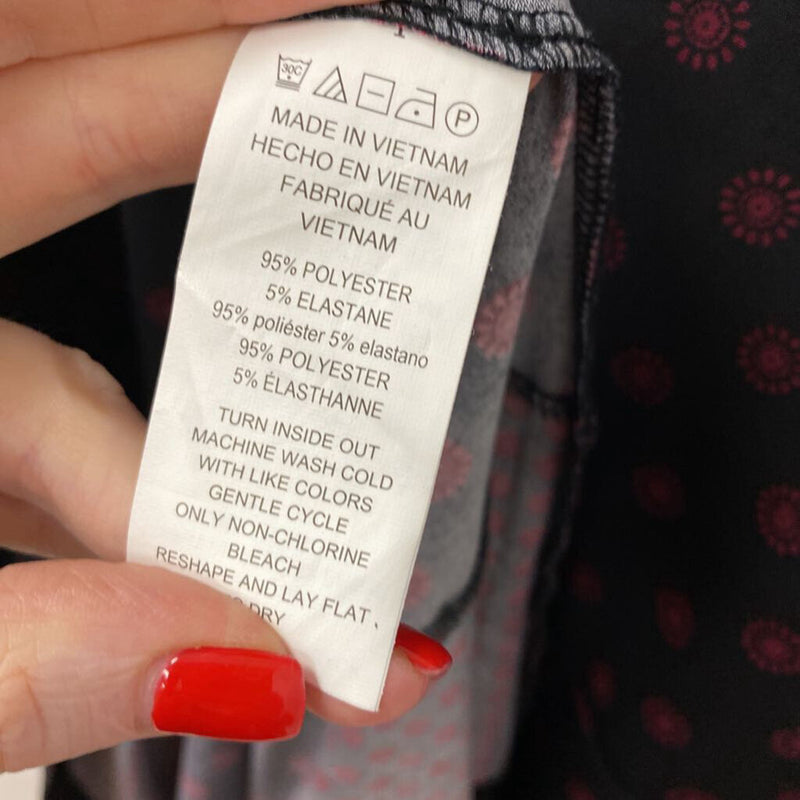 30C
P
MADE IN VIETNAM
HECHO EN VIETNAM
FABRIQUÉ AU
VIETNAM
95% POLYESTER
5% ELASTANE
95% poliéster 5% elastano
95% POLYESTER
5% ÉLASTHANNE
TURN INSIDE OUT
MACHINE WASH COLD
WITH LIKE COLORS
GENTLE CYCLE
ONLY NON-CHLORINE
BLEACH
RESHAPE AND LAY FLAT
DRY